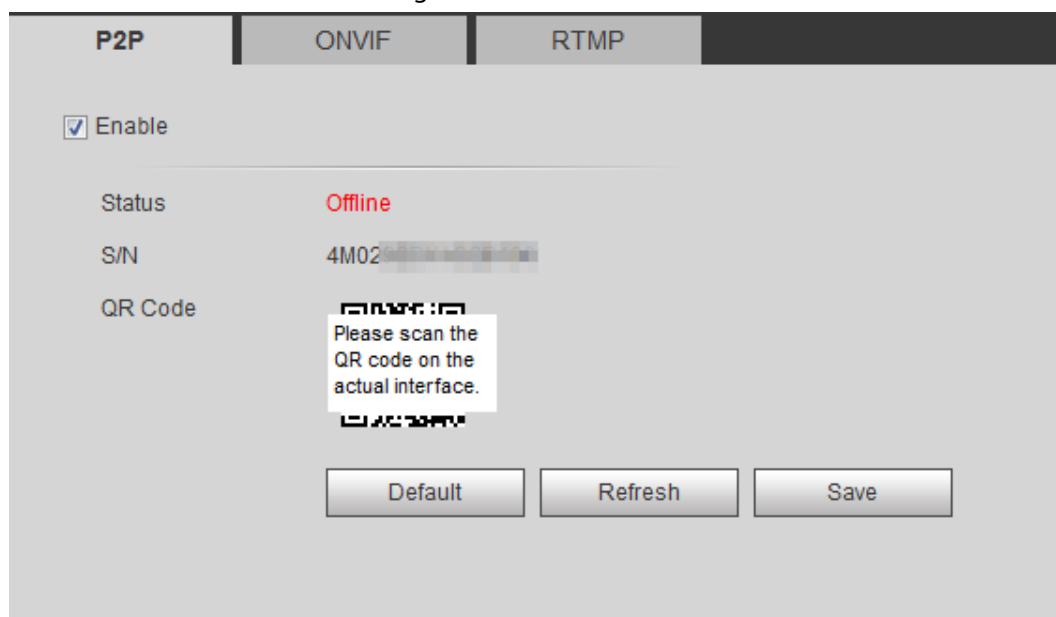 P2P ONVIF RTMP
Enable
Status Offline
S/N 4M02
QR Code
Please scan the
QR code on the
actual interface.
Default Refresh Save